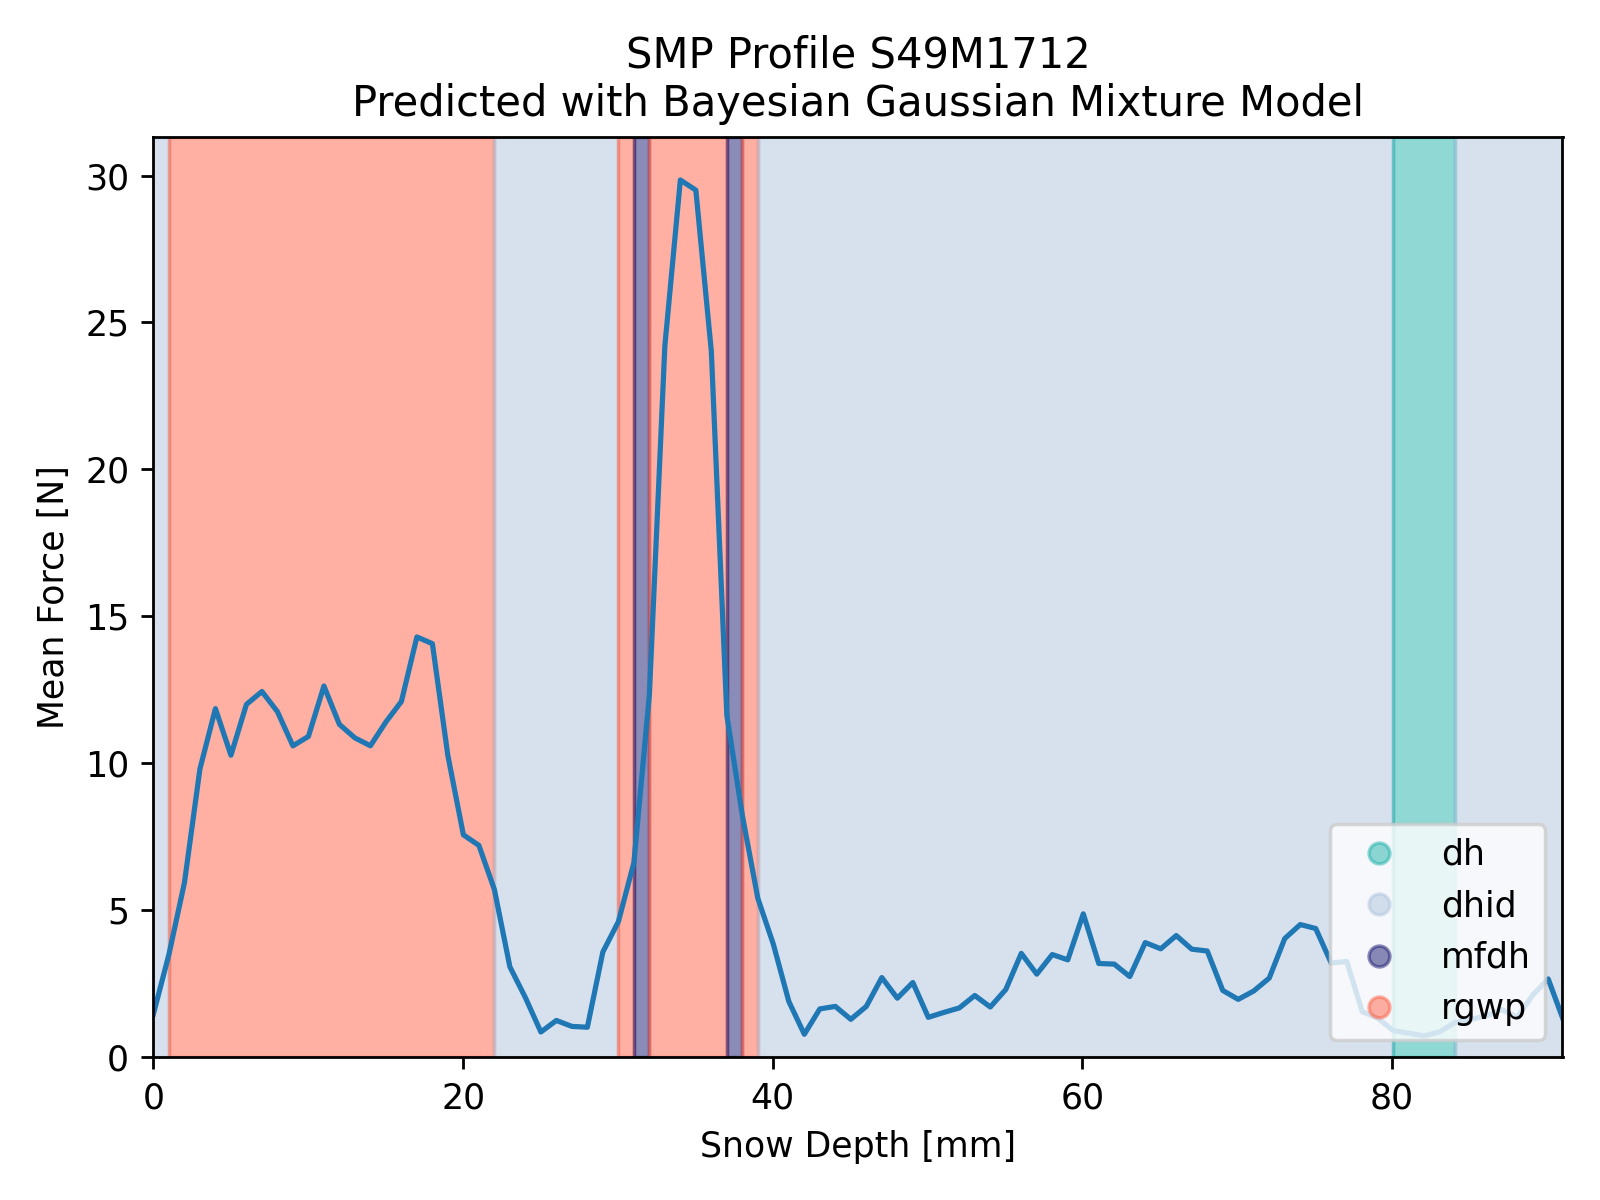 SMP Profile S49M1712
Predicted with Bayesian Gaussian Mixture Model
Mean Force [N]
30
25
20
15
10
5
0
dh
dhid
mfdh
rgwp
0 20 40 60 80
Snow Depth [mm]